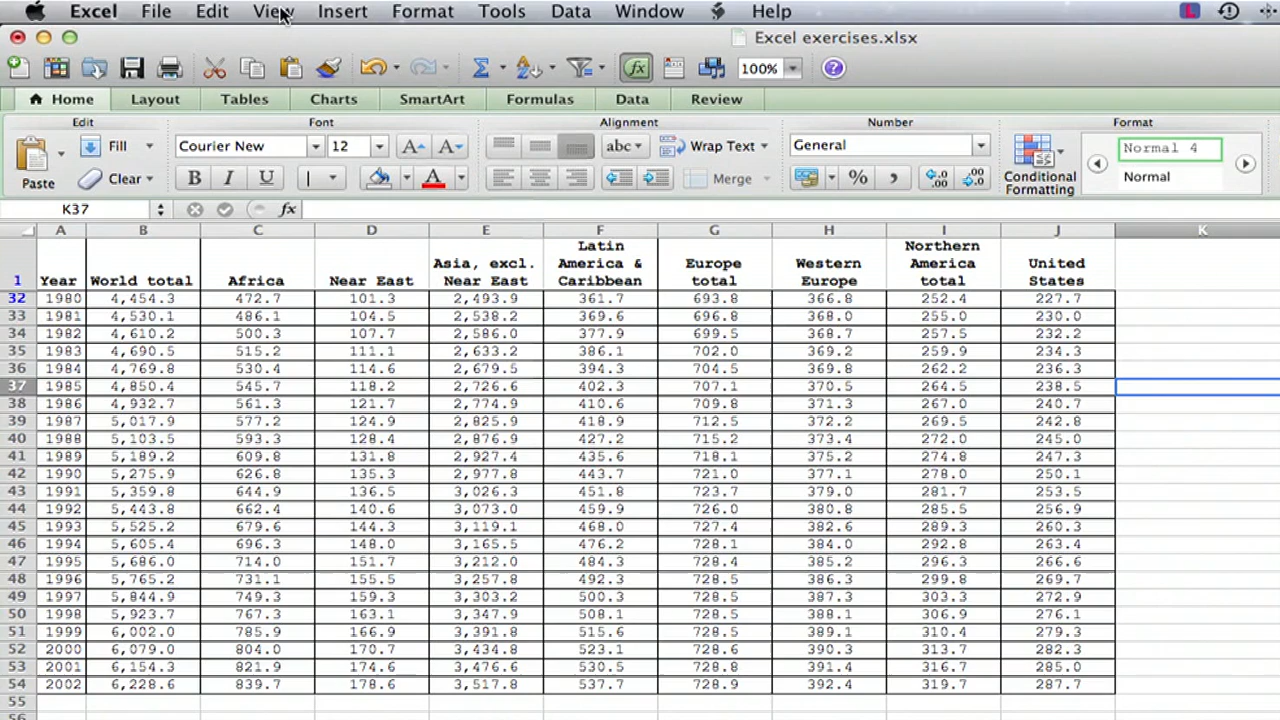 Excel File Edit View Insert Format Tools Data Window Help
Excel exercises.xlsx
100%
Home Layout Tables Charts SmartArt Formulas Data Review
Edit Font Alignment Number Format
Fill Courier New 12 abc Wrap Text General Normal 4
Paste Clear B I U Merge % Conditional Formatting Normal
K37 fx
A B C D E F G H I J K
1 Year World total Africa Near East Asia, excl. Near East Latin America & Caribbean Europe total Western Europe Northern America total United States
32 1980 4,454.3 472.7 101.3 2,493.9 361.7 693.8 366.8 252.4 227.7
33 1981 4,530.1 486.1 104.5 2,538.2 369.6 696.8 368.0 255.0 230.0
34 1982 4,610.2 500.3 107.7 2,586.0 377.9 699.5 368.7 257.5 232.2
35 1983 4,690.5 515.2 111.1 2,633.2 386.1 702.0 369.2 259.9 234.3
36 1984 4,769.8 530.4 114.6 2,679.5 394.3 704.5 369.8 262.2 236.3
37 1985 4,850.4 545.7 118.2 2,726.6 402.3 707.1 370.5 264.5 238.5
38 1986 4,932.7 561.3 121.7 2,774.9 410.6 709.8 371.3 267.0 240.7
39 1987 5,017.9 577.2 124.9 2,825.9 418.9 712.5 372.2 269.5 242.8
40 1988 5,103.5 593.3 128.4 2,876.9 427.2 715.2 373.4 272.0 245.0
41 1989 5,189.2 609.8 131.8 2,927.4 435.6 718.1 375.2 274.8 247.3
42 1990 5,275.9 626.8 135.3 2,977.8 443.7 721.0 377.1 278.0 250.1
43 1991 5,359.8 644.9 136.5 3,026.3 451.8 723.7 379.0 281.7 253.5
44 1992 5,443.8 662.4 140.6 3,073.0 459.9 726.0 380.8 285.5 256.9
45 1993 5,525.2 679.6 144.3 3,119.1 468.0 727.4 382.6 289.3 260.3
46 1994 5,605.4 696.3 148.0 3,165.5 476.2 728.1 384.0 292.8 263.4
47 1995 5,686.0 714.0 151.7 3,212.0 484.3 728.4 385.2 296.3 266.6
48 1996 5,765.2 731.1 155.5 3,257.8 492.3 728.5 386.3 299.8 269.7
49 1997 5,844.9 749.3 159.3 3,303.2 500.3 728.5 387.3 303.3 272.9
50 1998 5,923.7 767.3 163.1 3,347.9 508.1 728.5 388.1 306.9 276.1
51 1999 6,002.0 785.9 166.9 3,391.8 515.6 728.5 389.1 310.4 279.3
52 2000 6,079.0 804.0 170.7 3,434.8 523.1 728.6 390.3 313.7 282.3
53 2001 6,154.3 821.9 174.6 3,476.6 530.5 728.8 391.4 316.7 285.0
54 2002 6,228.6 839.7 178.6 3,517.8 537.7 728.9 392.4 319.7 287.7
55
56